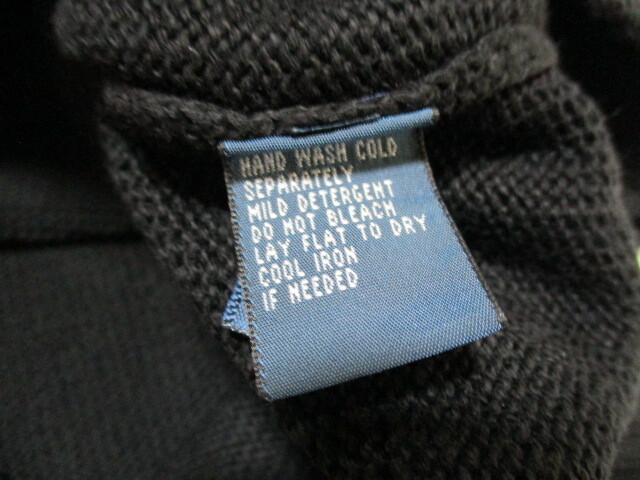 HAND WASH COLD
SEPARATELY
MILD DETERGENT
DO NOT BLEACH
LAY FLAT TO DRY
COOL IRON
IF NEEDED